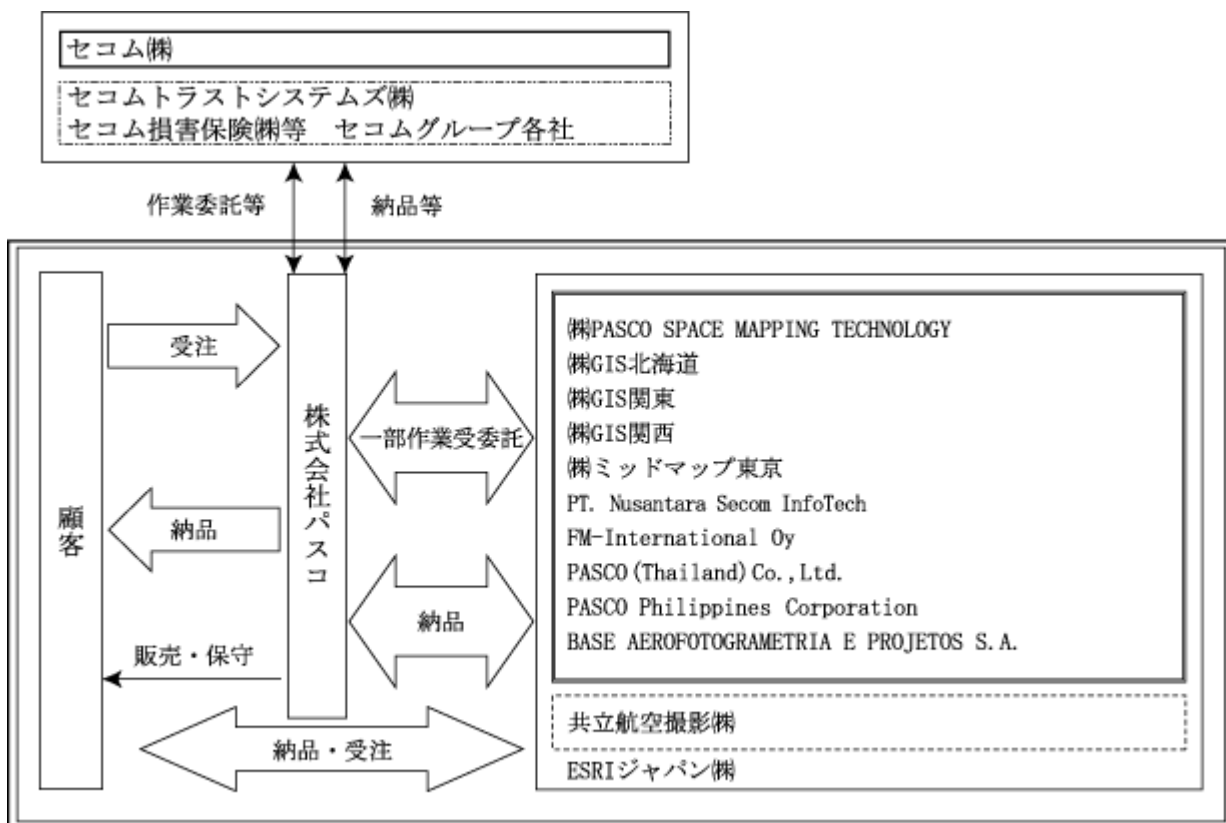 セコム㈱
セコムトラストシステムズ㈱
セコム損害保険㈱等　セコムグループ各社
作業委託等
納品等
顧客
受注
納品
販売・保守
株式会社パスコ
一部作業受委託
納品
納品・受注
㈱PASCO SPACE MAPPING TECHNOLOGY
㈱GIS北海道
㈱GIS関東
㈱GIS関西
㈱ミッドマップ東京
PT. Nusantara Secom InfoTech
FM-International Oy
PASCO(Thailand)Co.,Ltd.
PASCO Philippines Corporation
BASE AEROFOTOGRAMETRIA E PROJETOS S.A.
共立航空撮影㈱
ESRIジャパン㈱